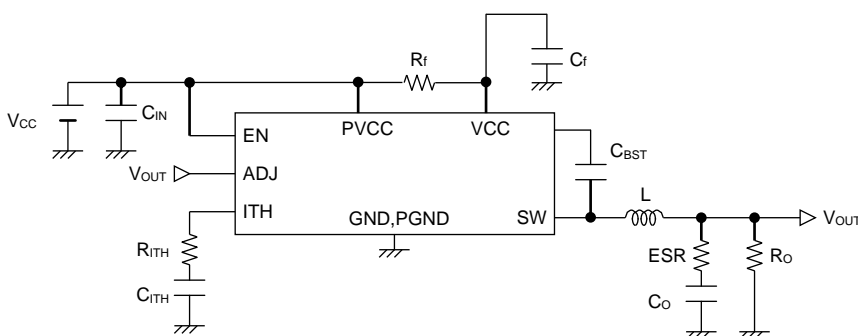 Rf
Cf
VCC
CIN
PVCC
VCC
EN
CBST
VOUT
ADJ
ITH
GND,PGND
SW
L
VOUT
RITH
ESR
RO
CITH
CO